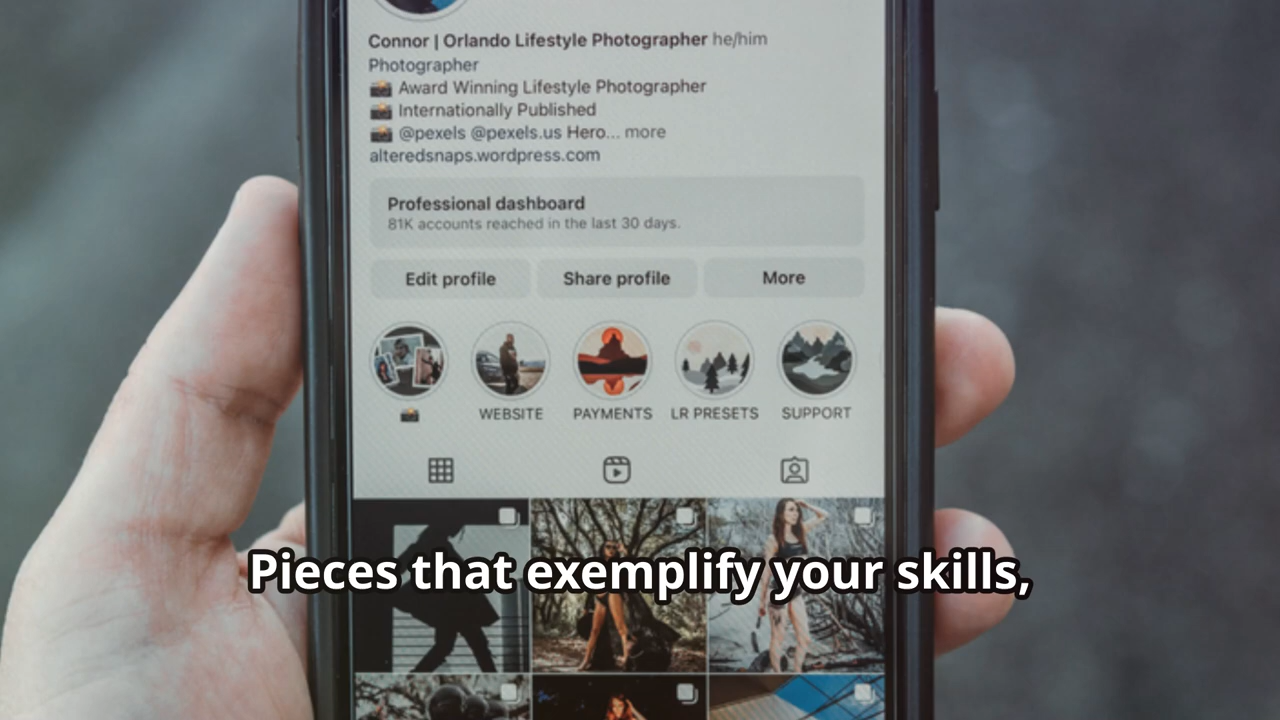 Connor | Orlando Lifestyle Photographer he/him
Photographer
📸 Award Winning Lifestyle Photographer
📸 Internationally Published
📸 @pexels @pexels.us Hero... more
alteredsnaps.wordpress.com
Professional dashboard
81K accounts reached in the last 30 days.
Edit profile Share profile More
📸 WEBSITE PAYMENTS LR PRESETS SUPPORT
Pieces that exemplify your skills,